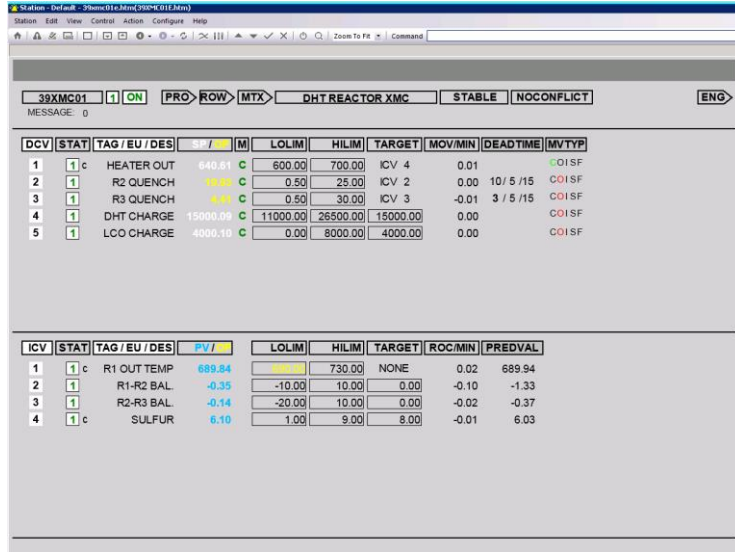 Station - Default - 39xmc01e.htm(39XMC01E.htm)
Station Edit View Control Action Configure Help
Zoom To Fit Command
39XMC01 1 ON PRO ROW MTX DHT REACTOR XMC STABLE NOCONFLICT ENG
MESSAGE: 0
DCV STAT TAG / EU / DES SP / OP M LOLIM HILIM TARGET MOV/MIN DEADTIME MVTYP
1 1 c HEATER OUT 640.61 C 600.00 700.00 ICV 4 0.01 COISF
2 1 R2 QUENCH C 0.50 25.00 ICV 2 0.00 10/ 5 /15 COISF
3 1 R3 QUENCH C 0.50 30.00 ICV 3 -0.01 3 / 5 /15 COISF
4 1 DHT CHARGE 15000.09 C 11000.00 26500.00 15000.00 0.00 COISF
5 1 LCO CHARGE 4000.10 C 0.00 8000.00 4000.00 0.00 COISF
ICV STAT TAG / EU / DES PV / OP LOLIM HILIM TARGET ROC/MIN PREDVAL
1 1 c R1 OUT TEMP 689.84 730.00 NONE 0.02 689.94
2 1 R1-R2 BAL. -0.35 -10.00 10.00 0.00 -0.10 -1.33
3 1 R2-R3 BAL. -0.14 -20.00 10.00 0.00 -0.02 -0.37
4 1 c SULFUR 6.10 1.00 9.00 8.00 -0.01 6.03